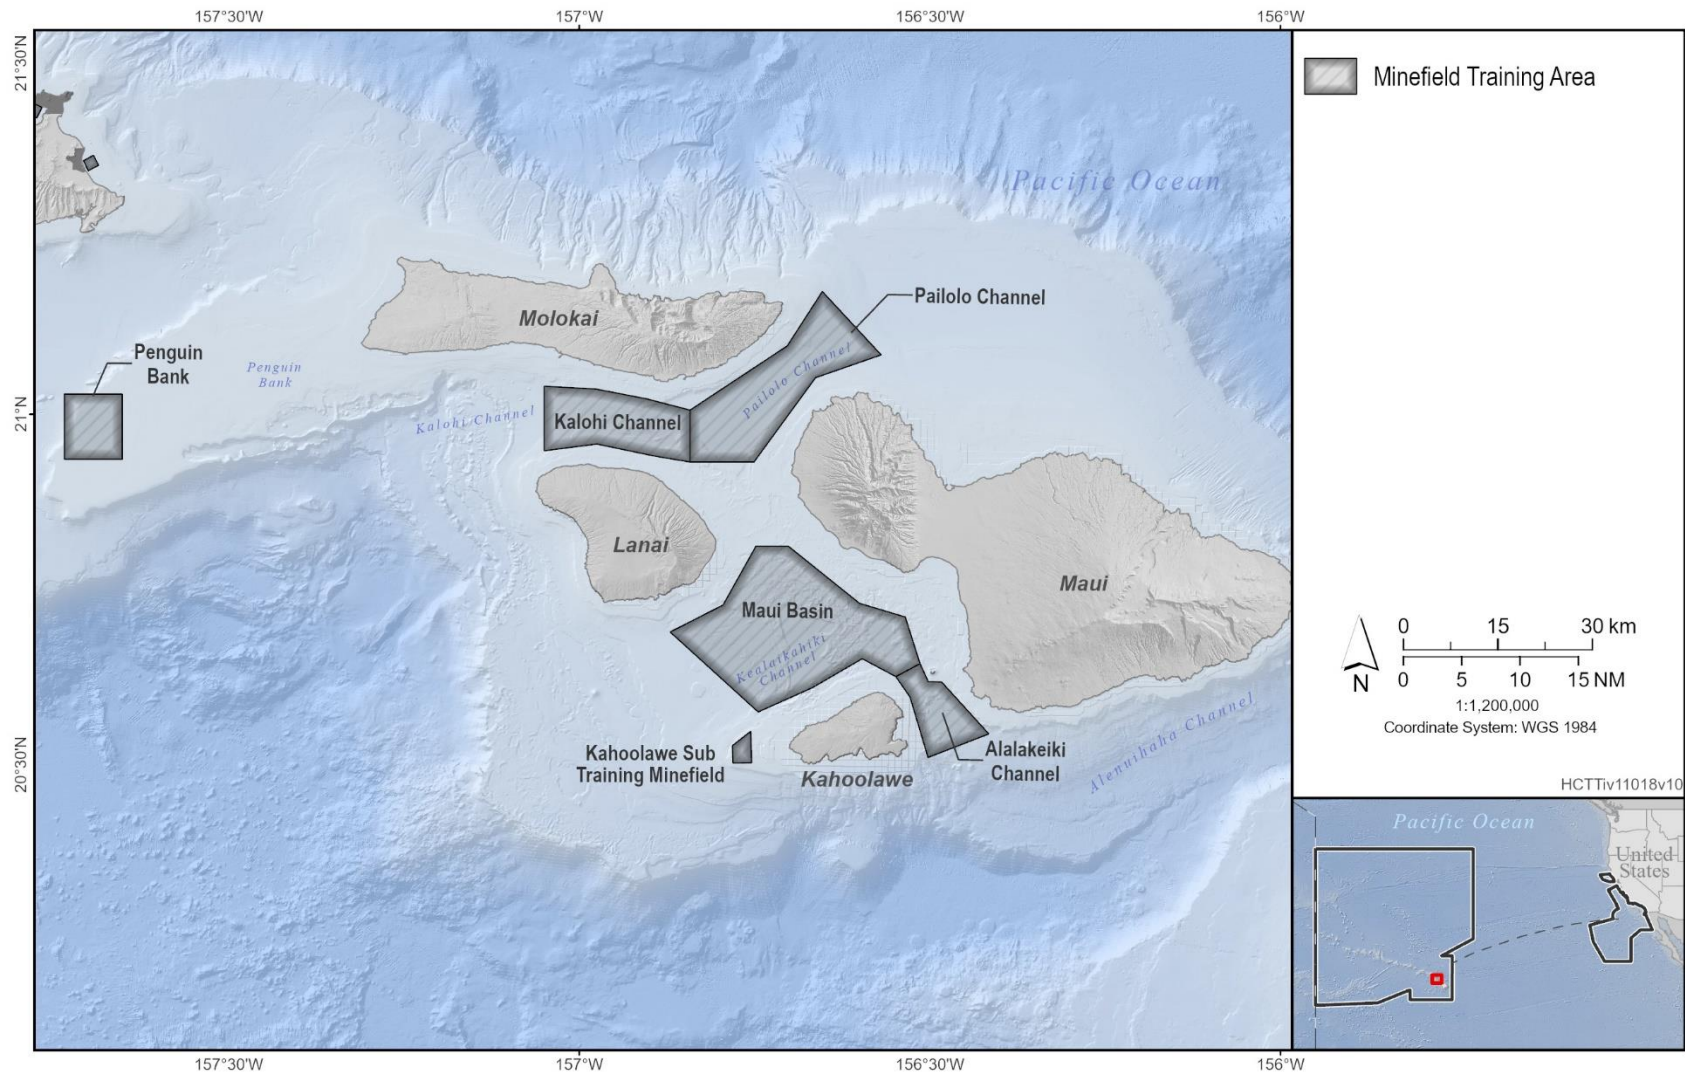 157°30'W
157°W
156°30'W
156°W
21°30'N
21°N
20°30'N
Pacific Ocean
Pailolo Channel
Molokai
Penguin
Bank
Penguin
Bank
Pailolo Channel
Kalohi Channel
Kalohi Channel
Lanai
Maui
Maui Basin
Kealaikahiki
Channel
Kahoolawe Sub
Training Minefield
Kahoolawe
Alalakeiki
Channel
Alenuihaha Channel
157°30'W
157°W
156°30'W
156°W
Minefield Training Area
N
0 15 30 km
0 5 10 15 NM
1:1,200,000
Coordinate System: WGS 1984
HCTTiv11018v10
Pacific Ocean
United
States